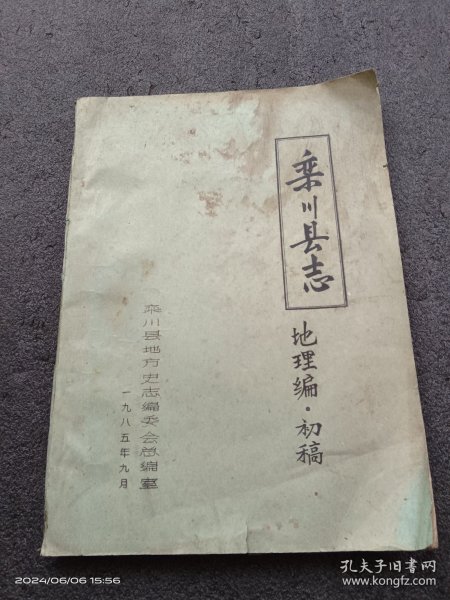 栾川县志
地理编·初稿
栾川县地方史志编委会总编室
一九八五年九月
2024/06/06 15:56
孔夫子旧书网
www.kongfz.com